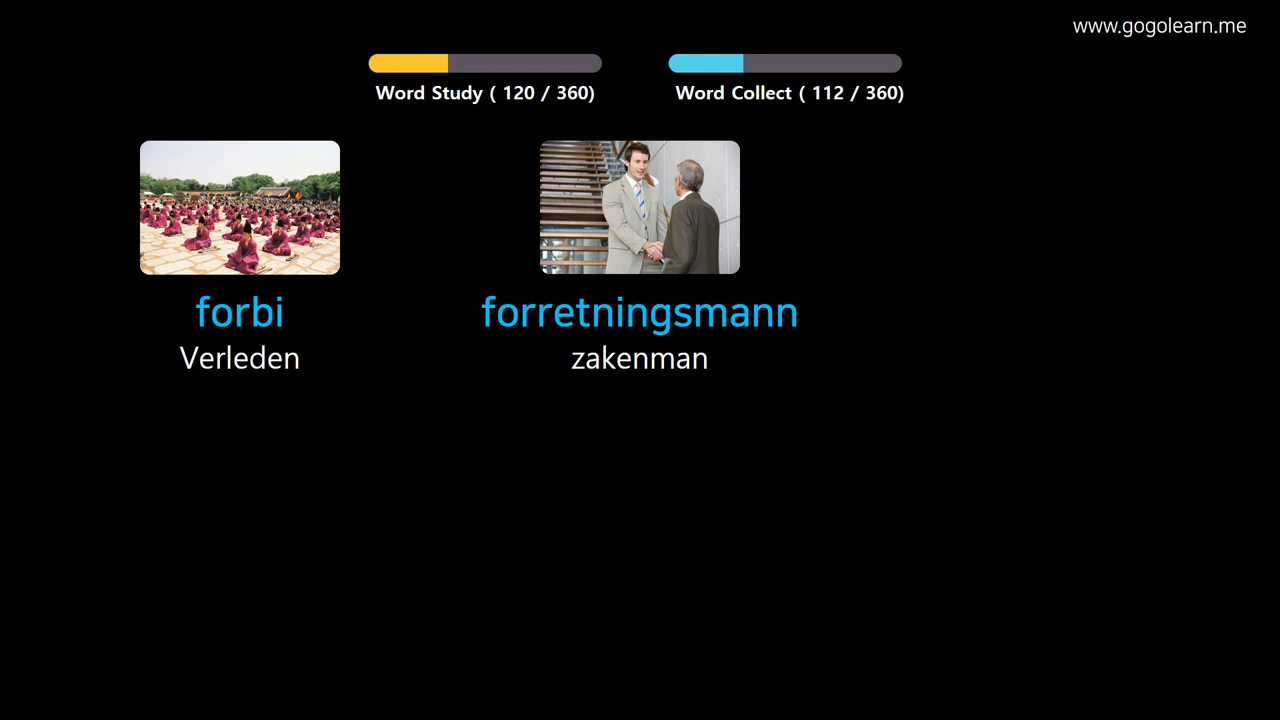 www.gogolearn.me
Word Study ( 120 / 360)
Word Collect ( 112 / 360)
forbi
Verleden
forretningsmann
zakenman